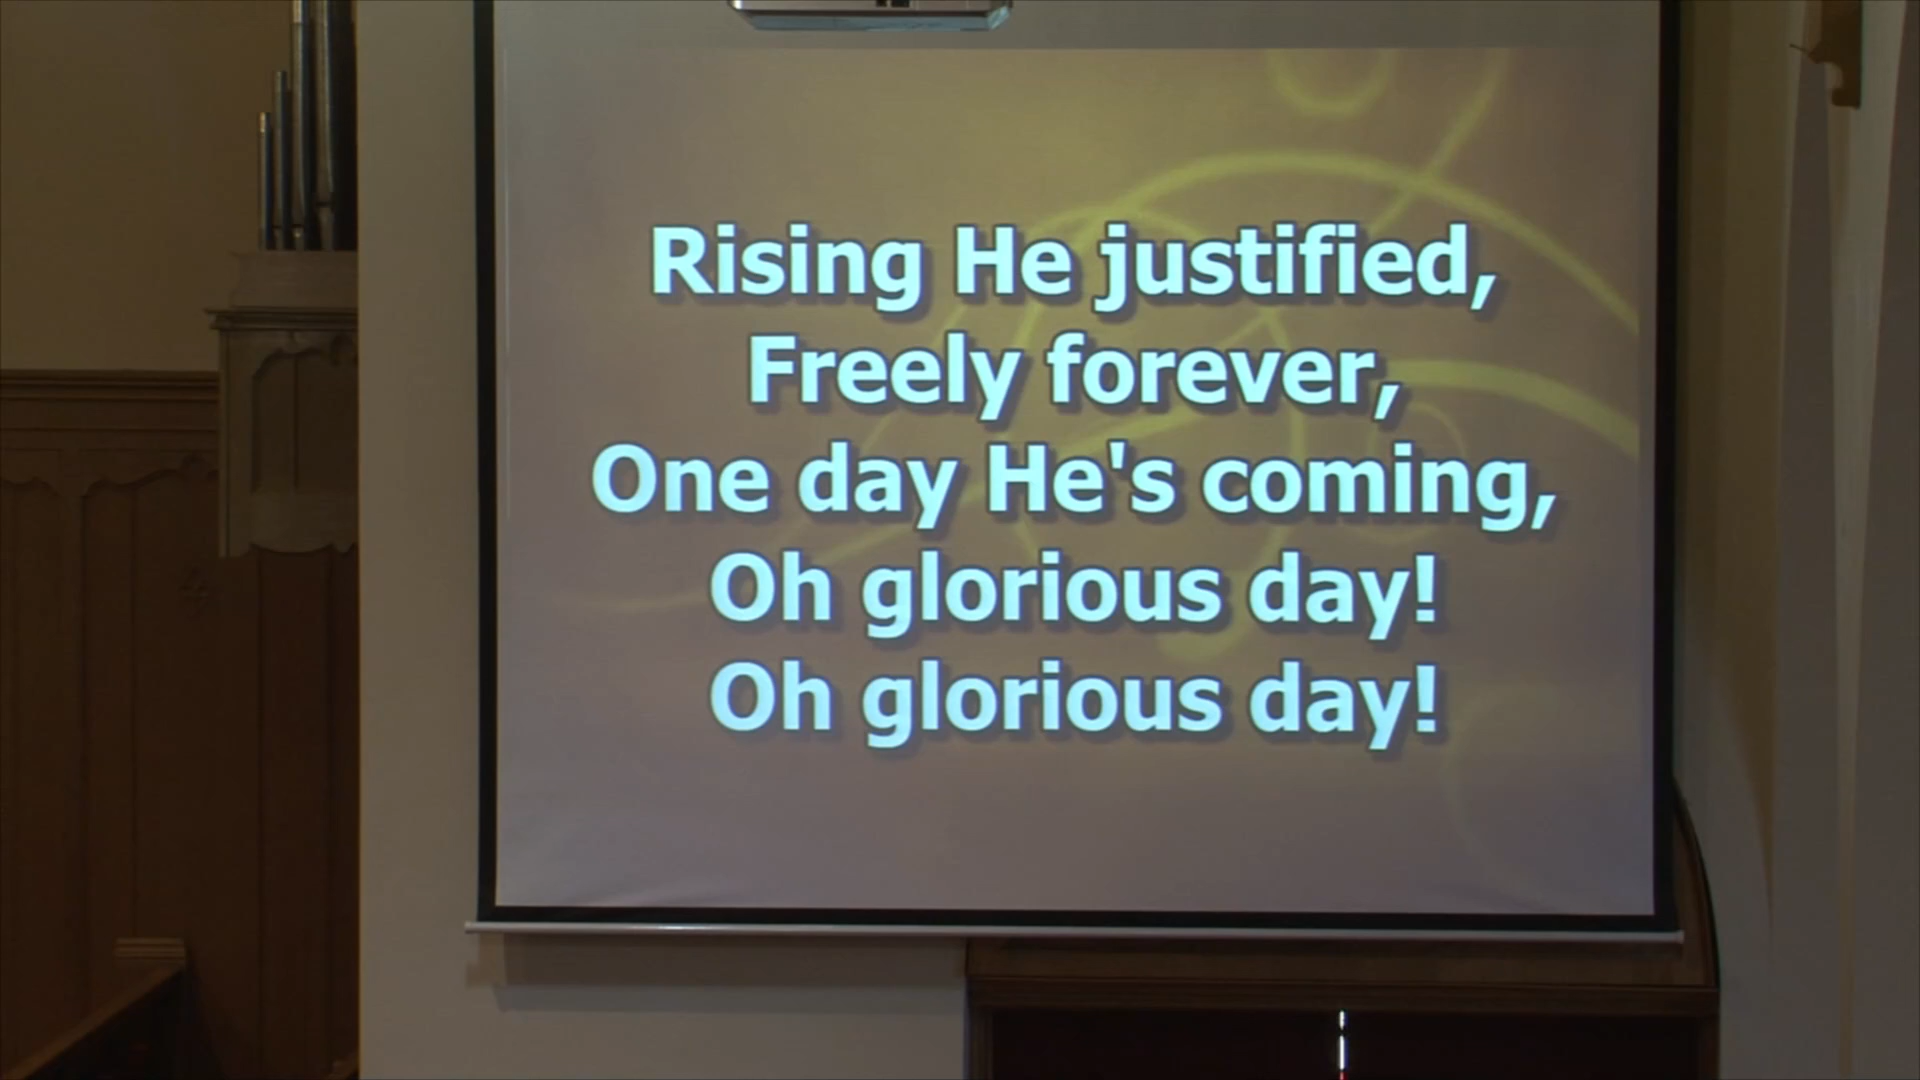 Rising He justified,
Freely forever,
One day He's coming,
Oh glorious day!
Oh glorious day!